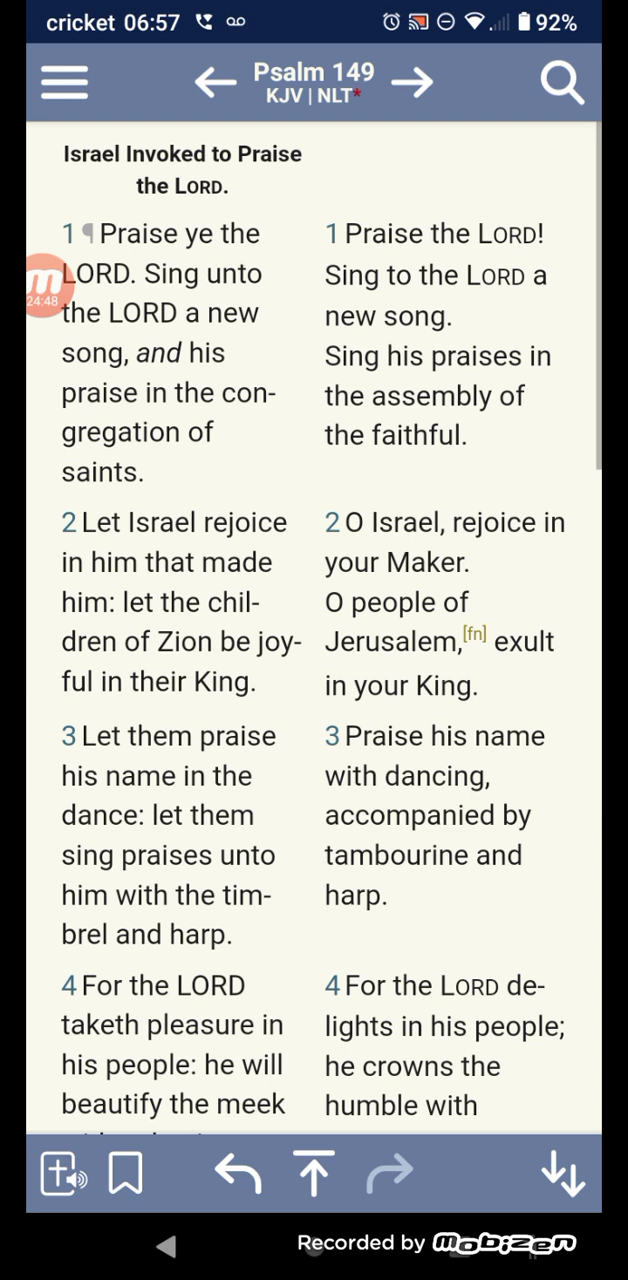 cricket 06:57
92%
Psalm 149
KJV | NLT*
Israel Invoked to Praise
the LORD.
1 ¶ Praise ye the
LORD. Sing unto
the LORD a new
song, and his
praise in the con-
gregation of
saints.
2 Let Israel rejoice
in him that made
him: let the chil-
dren of Zion be joy-
ful in their King.
3 Let them praise
his name in the
dance: let them
sing praises unto
him with the tim-
brel and harp.
4 For the LORD
taketh pleasure in
his people: he will
beautify the meek
1 Praise the LORD!
Sing to the LORD a
new song.
Sing his praises in
the assembly of
the faithful.
2 O Israel, rejoice in
your Maker.
O people of
Jerusalem,[fn] exult
in your King.
3 Praise his name
with dancing,
accompanied by
tambourine and
harp.
4 For the LORD de-
lights in his people;
he crowns the
humble with
m
24:48
Recorded by Mobizen